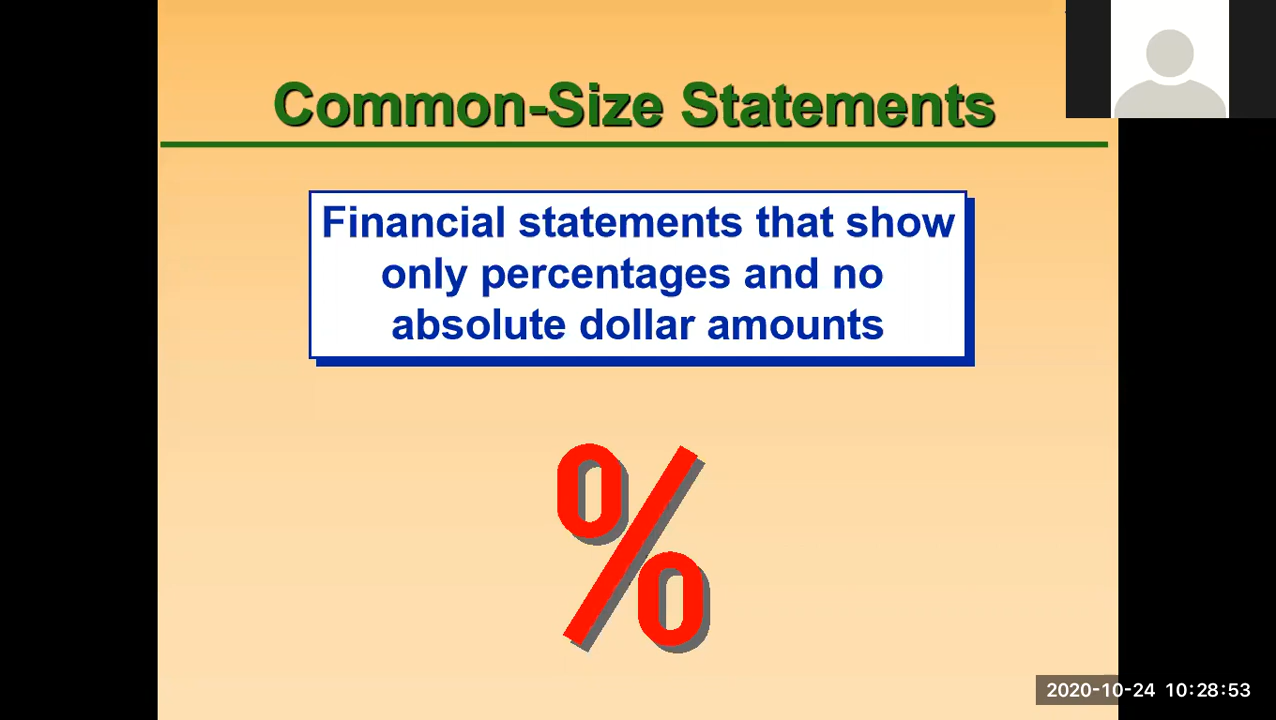 Common-Size Statements
Financial statements that show
only percentages and no
absolute dollar amounts
%
2020-10-24 10:28:53